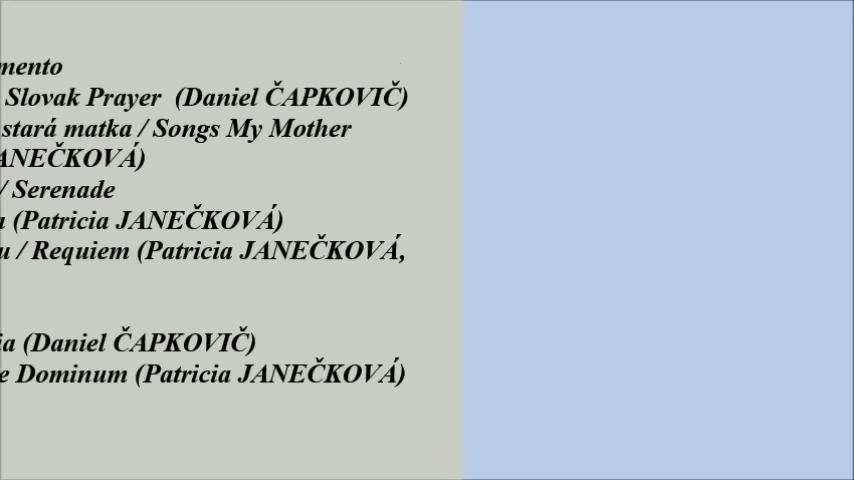 mento
Slovak Prayer (Daniel ČAPKOVIČ)
stará matka / Songs My Mother
JANEČKOVÁ)
/ Serenade
(Patricia JANEČKOVÁ)
/ Requiem (Patricia JANEČKOVÁ,
ia (Daniel ČAPKOVIČ)
e Dominum (Patricia JANEČKOVÁ)